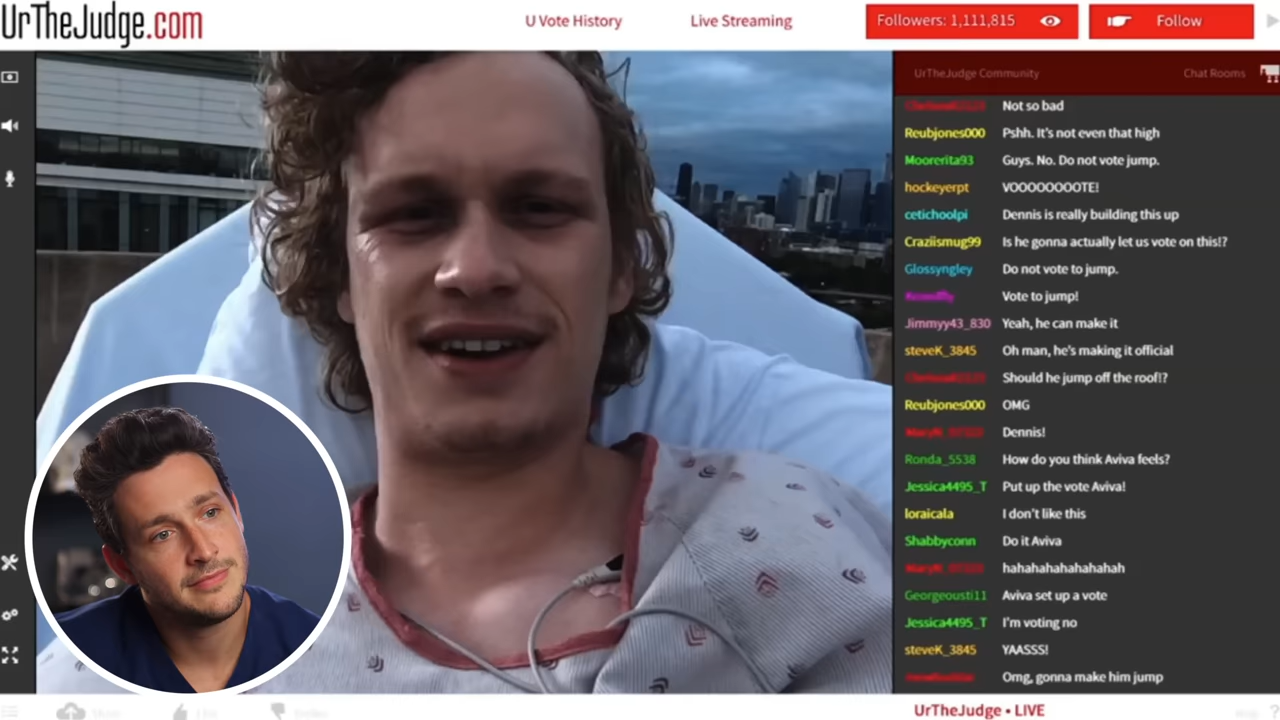 UrTheJudge.com
U Vote History
Live Streaming
Followers: 1,111,815
Follow
UrTheJudge Community
Chat Rooms
Not so bad
Reubjones000 Pshh. It's not even that high
Moorerita93 Guys. No. Do not vote jump.
hockeyerpt VOOOOOOOOTE!
cetichoolpi Dennis is really building this up
Craziismug99 Is he gonna actually let us vote on this!?
Glossyngley Do not vote to jump.
Vote to jump!
Jimmyy43_830 Yeah, he can make it
steveK_3845 Oh man, he's making it official
Should he jump off the roof!?
Reubjones000 OMG
Dennis!
Ronda_5538 How do you think Aviva feels?
Jessica4495_T Put up the vote Aviva!
loraicala I don't like this
Shabbyconn Do it Aviva
hahahahahahahahah
Georgeousti11 Aviva set up a vote
Jessica4495_T I'm voting no
steveK_3845 YAASSS!
Omg, gonna make him jump
UrTheJudge • LIVE